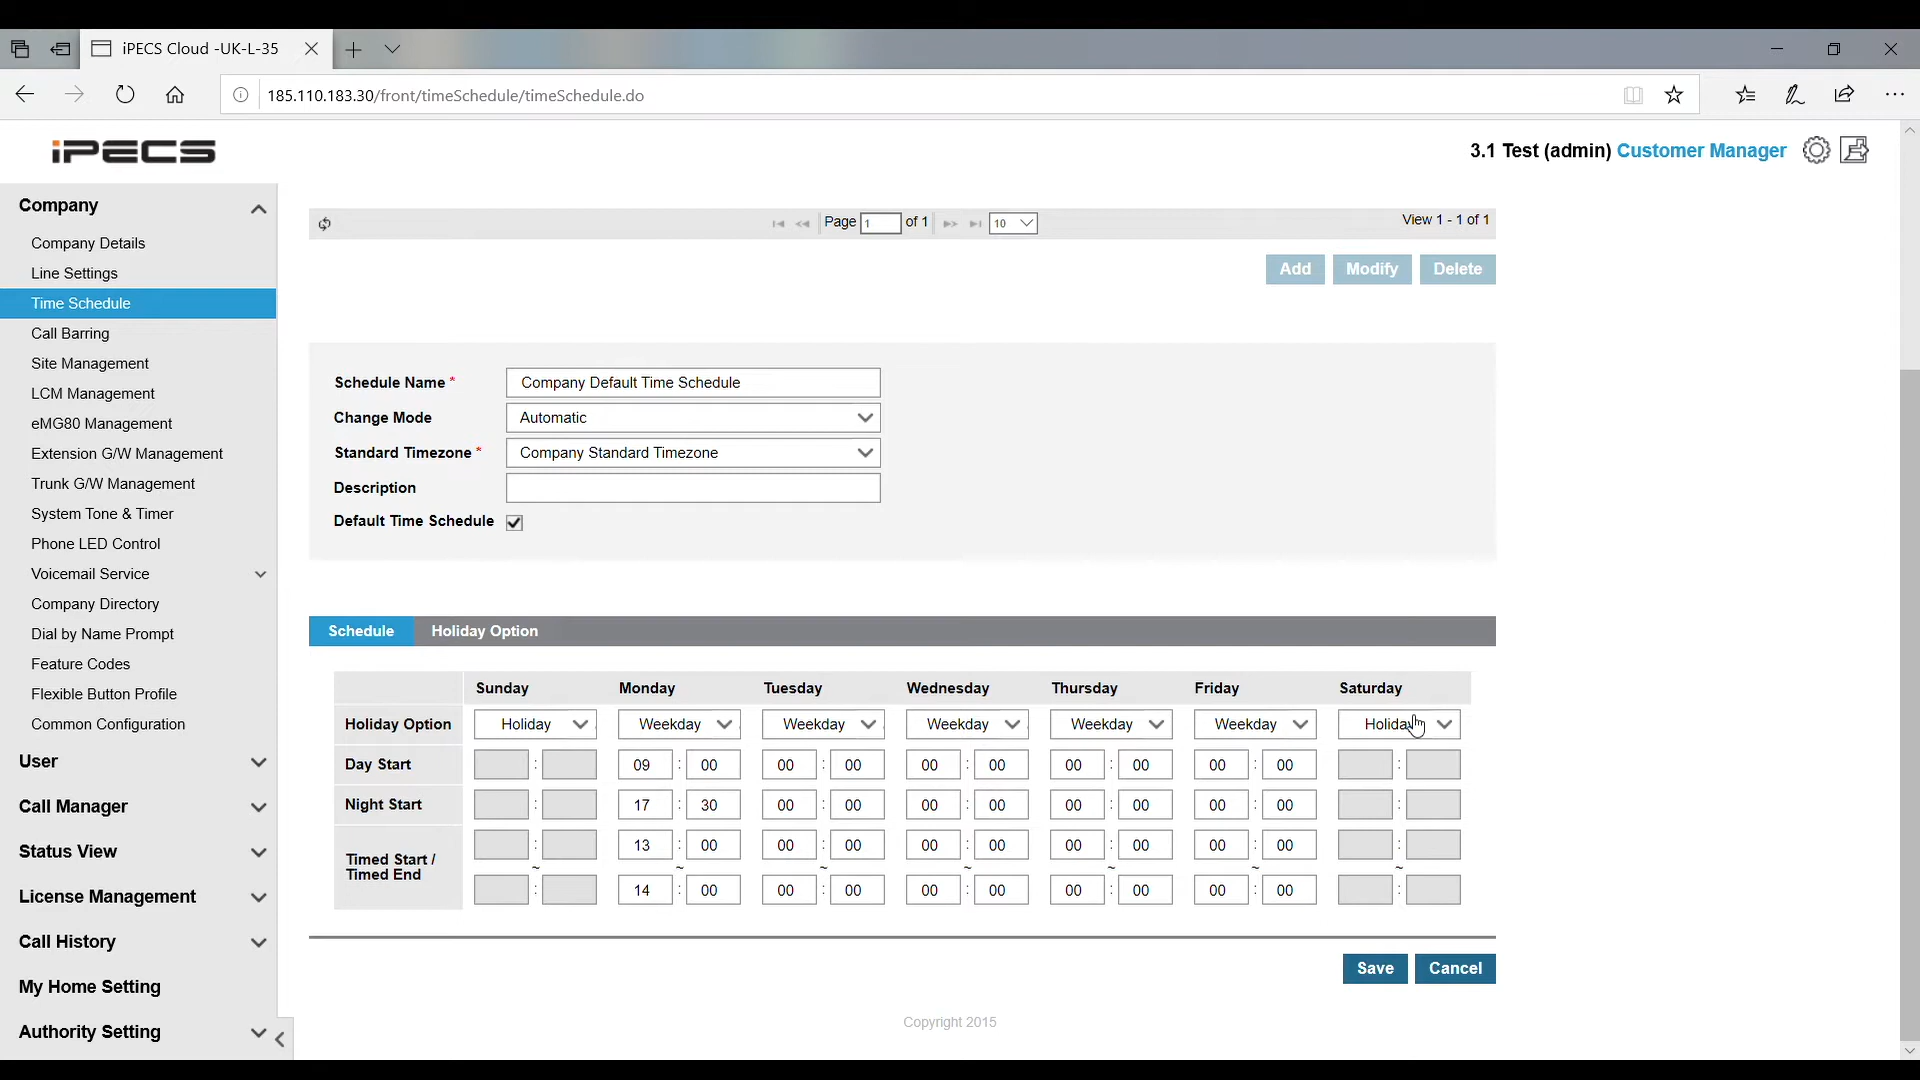 iPECS Cloud -UK-L-35
185.110.183.30/front/timeSchedule/timeSchedule.do
iPECS
3.1 Test (admin) Customer Manager
Company
Company Details
Line Settings
Time Schedule
Call Barring
Site Management
LCM Management
eMG80 Management
Extension G/W Management
Trunk G/W Management
System Tone & Timer
Phone LED Control
Voicemail Service
Company Directory
Dial by Name Prompt
Feature Codes
Flexible Button Profile
Common Configuration
User
Call Manager
Status View
License Management
Call History
My Home Setting
Authority Setting
Page 1 of 1 10 View 1 - 1 of 1
Add Modify Delete
Schedule Name * Company Default Time Schedule
Change Mode Automatic
Standard Timezone * Company Standard Timezone
Description
Default Time Schedule
Schedule Holiday Option
Sunday Monday Tuesday Wednesday Thursday Friday Saturday
Holiday Option Holiday Weekday Weekday Weekday Weekday Weekday Holiday
Day Start : 09 : 00 00 : 00 00 : 00 00 : 00 00 : 00 :
Night Start : 17 : 30 00 : 00 00 : 00 00 : 00 00 : 00 :
Timed Start / : 13 : 00 00 : 00 00 : 00 00 : 00 00 : 00 :
~ ~ ~ ~ ~ ~ ~
Timed End : 14 : 00 00 : 00 00 : 00 00 : 00 00 : 00 :
Save Cancel
Copyright 2015